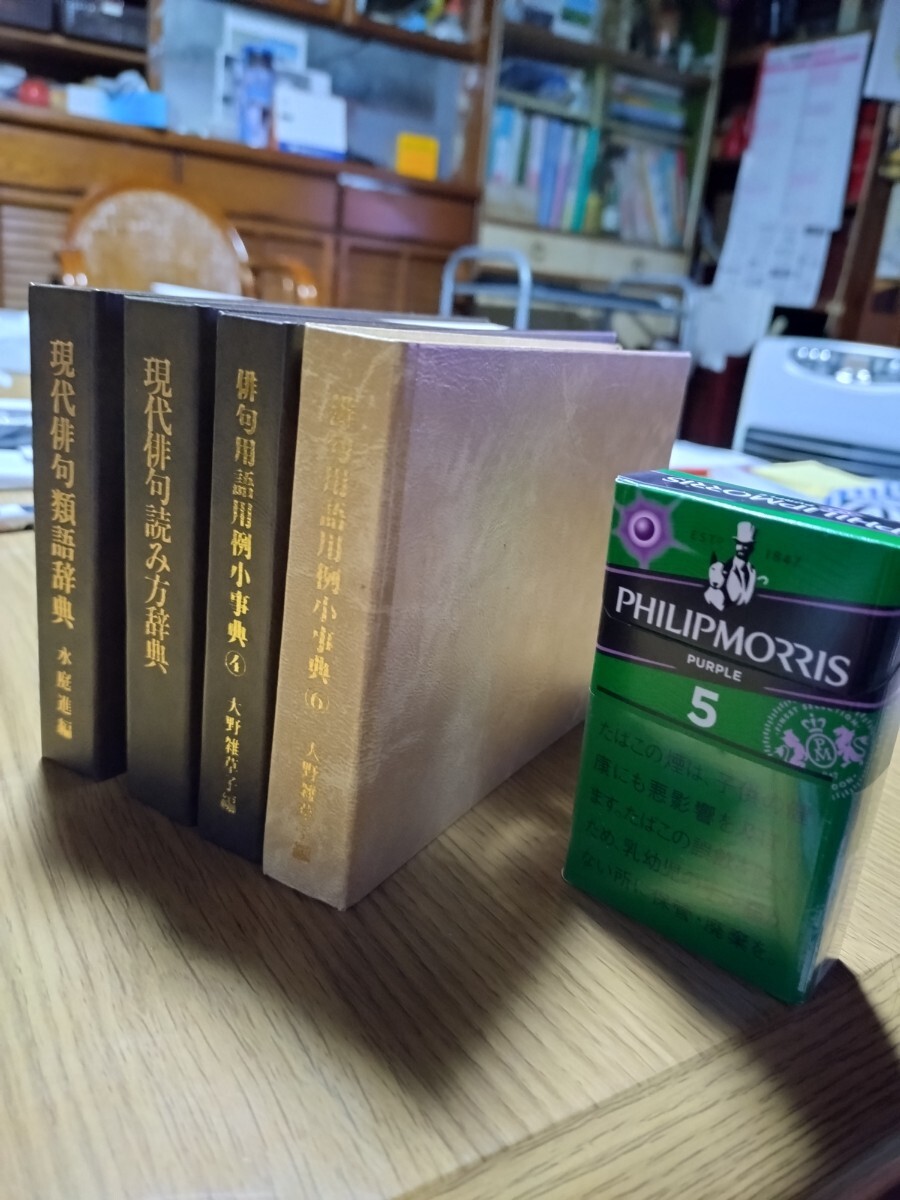 現代俳句類語辞典 水庭進編
現代俳句読み方辞典
俳句用語用例小事典 ④ 大野雑草子編
俳句用語用例小事典(6) 大野雑草子編
PHILIPMORRIS
ESTD 1847
PHILIPMORRIS
PURPLE
5
たばこの煙は、
康にも悪影響を
ます。たばこの
ため、乳幼児
ない所に